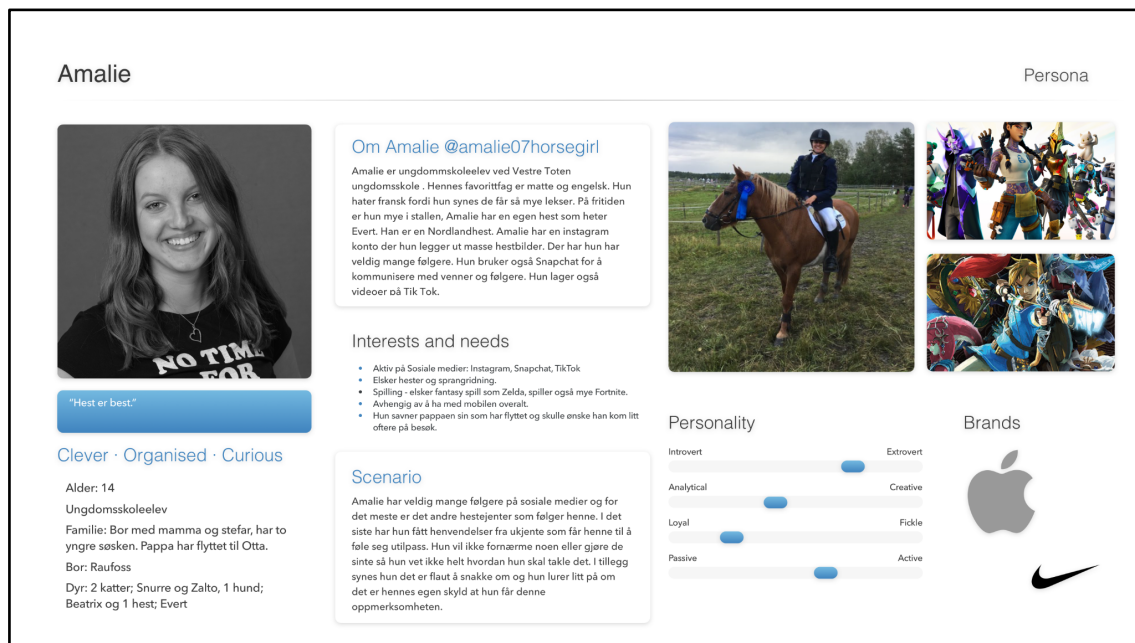 Amalie
Persona
NO TIME
FOR
"Hest er best."
Clever · Organised · Curious
Alder: 14
Ungdomsskoleelev
Familie: Bor med mamma og stefar, har to
yngre søsken. Pappa har flyttet til Otta.
Bor: Raufoss
Dyr: 2 katter; Snurre og Zalto, 1 hund;
Beatrix og 1 hest; Evert
Om Amalie @amalie07horsegirl
Amalie er ungdommskoleelev ved Vestre Toten
ungdomsskole . Hennes favorittfag er matte og engelsk. Hun
hater fransk fordi hun synes de får så mye lekser. På fritiden
er hun mye i stallen, Amalie har en egen hest som heter
Evert. Han er en Nordlandhest. Amalie har en instagram
konto der hun legger ut masse hestbilder. Der har hun har
veldig mange følgere. Hun bruker også Snapchat for å
kommunisere med venner og følgere. Hun lager også
videoer på Tik Tok.
Interests and needs
• Aktiv på Sosiale medier: Instagram, Snapchat, TikTok
• Elsker hester og sprangridning.
• Spilling - elsker fantasy spill som Zelda, spiller også mye Fortnite.
• Avhengig av å ha med mobilen overalt.
• Hun savner pappaen sin som har flyttet og skulle ønske han kom litt
oftere på besøk.
Scenario
Amalie har veldig mange følgere på sosiale medier og for
det meste er det andre hestejenter som følger henne. I det
siste har hun fått henvendelser fra ukjente som får henne til å
føle seg utilpass. Hun vil ikke fornærme noen eller gjøre de
sinte så hun vet ikke helt hvordan hun skal takle det. I tillegg
synes hun det er flaut å snakke om og hun lurer litt på om
det er hennes egen skyld at hun får denne
oppmerksomheten.
Personality
Introvert Extrovert
Analytical Creative
Loyal Fickle
Passive Active
Brands